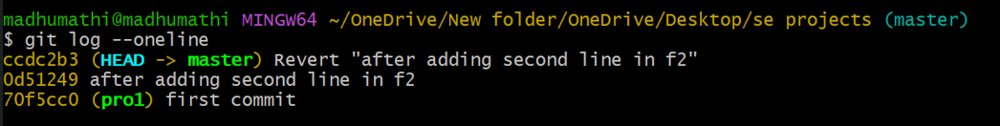 madhumathi@madhumathi MINGW64 ~/OneDrive/New folder/OneDrive/Desktop/se projects (master)
$ git log --oneline
ccdc2b3 (HEAD -> master) Revert "after adding second line in f2"
0d51249 after adding second line in f2
70f5cc0 (pro1) first commit